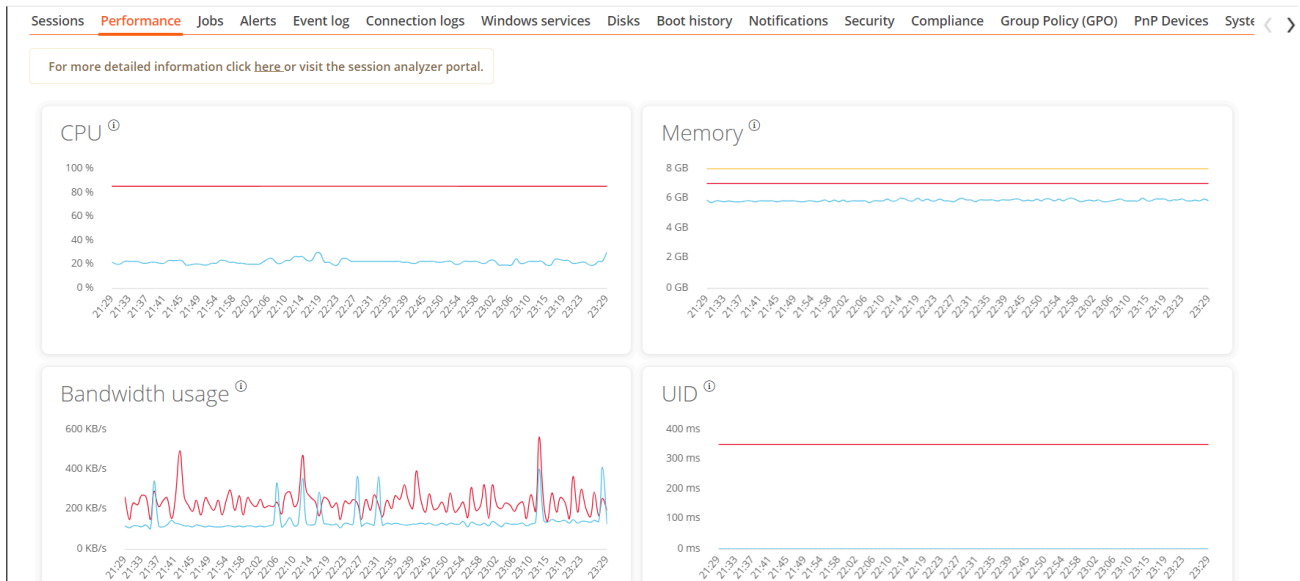 Sessions Performance Jobs Alerts Event log Connection logs Windows services Disks Boot history Notifications Security Compliance Group Policy (GPO) PnP Devices Syste
For more detailed information click here or visit the session analyzer portal.
CPU
100 %
80 %
60 %
40 %
20 %
0 %
21:29 21:33 21:37 21:41 21:45 21:49 21:54 21:58 22:02 22:06 22:10 22:14 22:19 22:23 22:27 22:31 22:35 22:39 22:45 22:50 22:54 22:58 23:02 23:06 23:10 23:15 23:19 23:23 23:29
Memory
8 GB
6 GB
4 GB
2 GB
0 GB
21:29 21:33 21:37 21:41 21:45 21:49 21:54 21:58 22:02 22:06 22:10 22:14 22:19 22:23 22:27 22:31 22:35 22:39 22:45 22:50 22:54 22:58 23:02 23:06 23:10 23:15 23:19 23:23 23:29
Bandwidth usage
600 KB/s
400 KB/s
200 KB/s
0 KB/s
21:29 21:33 21:37 21:41 21:45 21:49 21:54 21:58 22:02 22:06 22:10 22:14 22:19 22:23 22:27 22:31 22:35 22:39 22:45 22:50 22:54 22:58 23:02 23:06 23:10 23:15 23:19 23:23 23:29
UID
400 ms
300 ms
200 ms
100 ms
0 ms
21:29 21:33 21:37 21:41 21:45 21:49 21:54 21:58 22:02 22:06 22:10 22:14 22:19 22:23 22:27 22:31 22:35 22:39 22:45 22:50 22:54 22:58 23:02 23:06 23:10 23:15 23:19 23:23 23:29